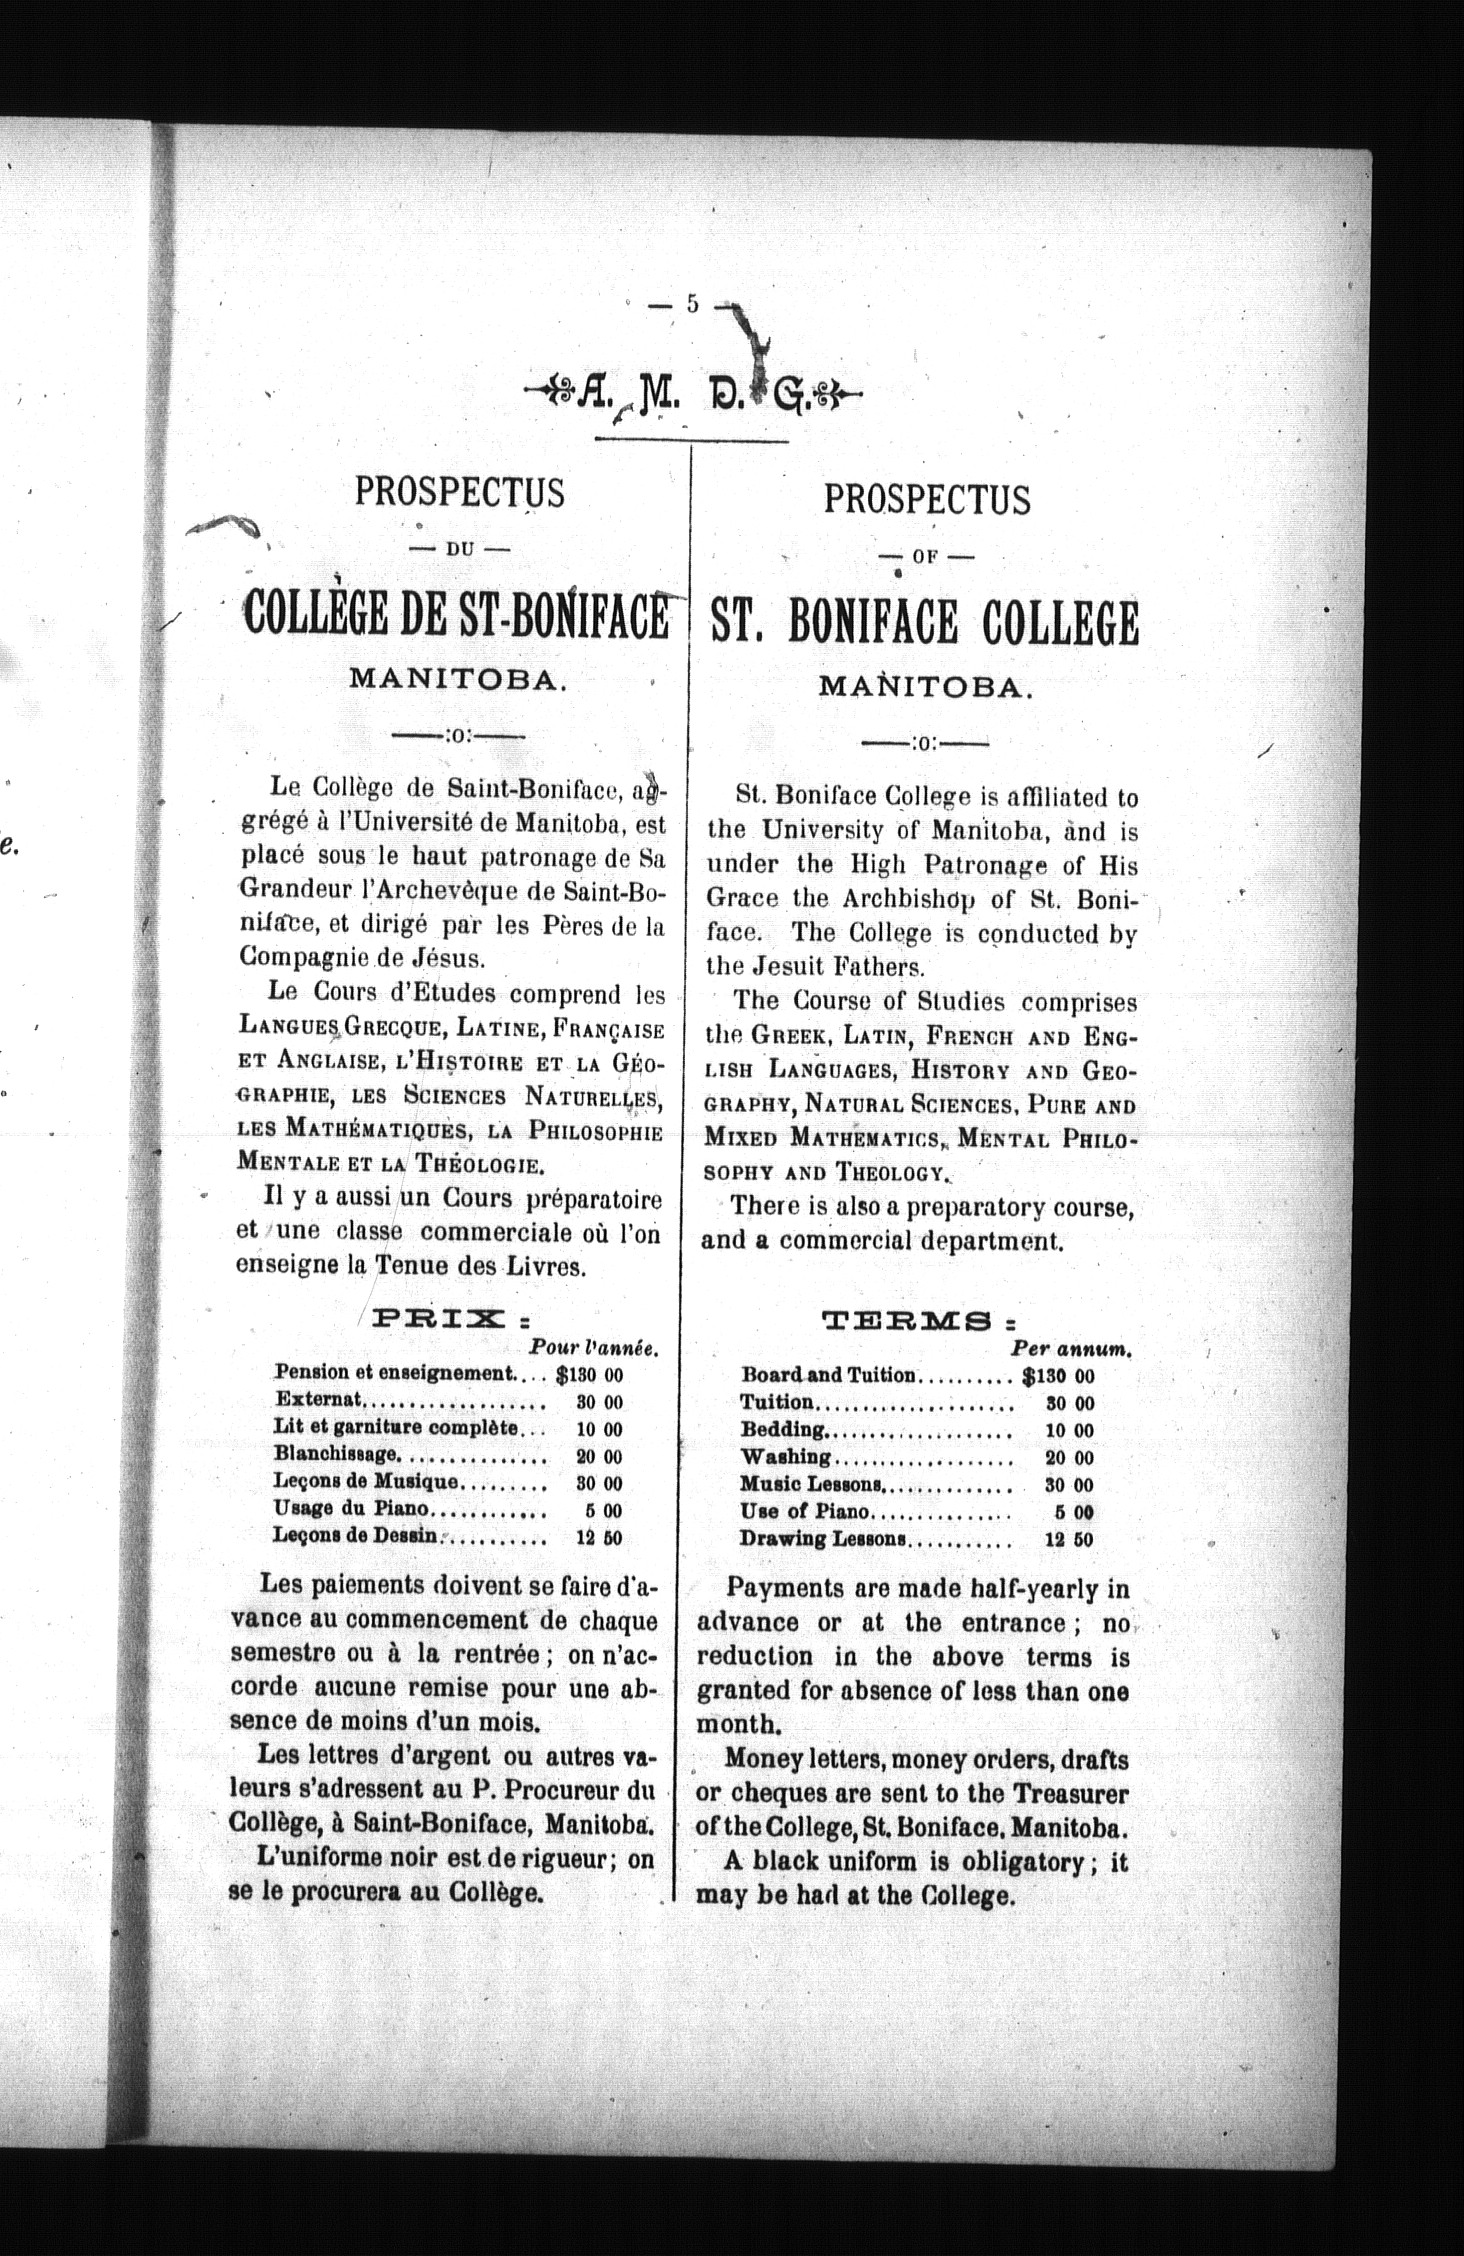 — 5 —
A. M. D. G.
PROSPECTUS
— DU —
COLLÈGE DE ST-BONIFACE
MANITOBA.
——:o:——
Le Collège de Saint-Boniface, ag-
grégé à l'Université de Manitoba, est
placé sous le haut patronage de Sa
Grandeur l'Archevèque de Saint-Bo-
niface, et dirigé par les Pères de la
Compagnie de Jésus.
Le Cours d'Etudes comprend les
LANGUES GRECQUE, LATINE, FRANÇAISE
ET ANGLAISE, L'HISTOIRE ET LA GÉO-
GRAPHIE, LES SCIENCES NATURELLES,
LES MATHÉMATIQUES, LA PHILOSOPHIE
MENTALE ET LA THÉOLOGIE.
Il y a aussi un Cours préparatoire
et une classe commerciale où l'on
enseigne la Tenue des Livres.
PRIX :
Pour l'année.
Pension et enseignement.... $130 00
Externat................... 30 00
Lit et garniture complète... 10 00
Blanchissage............... 20 00
Leçons de Musique......... 30 00
Usage du Piano............ 5 00
Leçons de Dessin........... 12 50
Les paiements doivent se faire d'a-
vance au commencement de chaque
semestre ou à la rentrée ; on n'ac-
corde aucune remise pour une ab-
sence de moins d'un mois.
Les lettres d'argent ou autres va-
leurs s'adressent au P. Procureur du
Collège, à Saint-Boniface, Manitoba.
L'uniforme noir est de rigueur ; on
se le procurera au Collège.
PROSPECTUS
— OF —
ST. BONIFACE COLLEGE
MANITOBA.
——:o:——
St. Boniface College is affiliated to
the University of Manitoba, and is
under the High Patronage of His
Grace the Archbishop of St. Boni-
face. The College is conducted by
the Jesuit Fathers.
The Course of Studies comprises
the GREEK, LATIN, FRENCH AND ENG-
LISH LANGUAGES, HISTORY AND GEO-
GRAPHY, NATURAL SCIENCES, PURE AND
MIXED MATHEMATICS, MENTAL PHILO-
SOPHY AND THEOLOGY.
There is also a preparatory course,
and a commercial department.
TERMS :
Per annum.
Board and Tuition.......... $130 00
Tuition..................... 30 00
Bedding.................... 10 00
Washing................... 20 00
Music Lessons.............. 30 00
Use of Piano............... 5 00
Drawing Lessons........... 12 50
Payments are made half-yearly in
advance or at the entrance ; no
reduction in the above terms is
granted for absence of less than one
month.
Money letters, money orders, drafts
or cheques are sent to the Treasurer
of the College, St. Boniface, Manitoba.
A black uniform is obligatory ; it
may be had at the College.